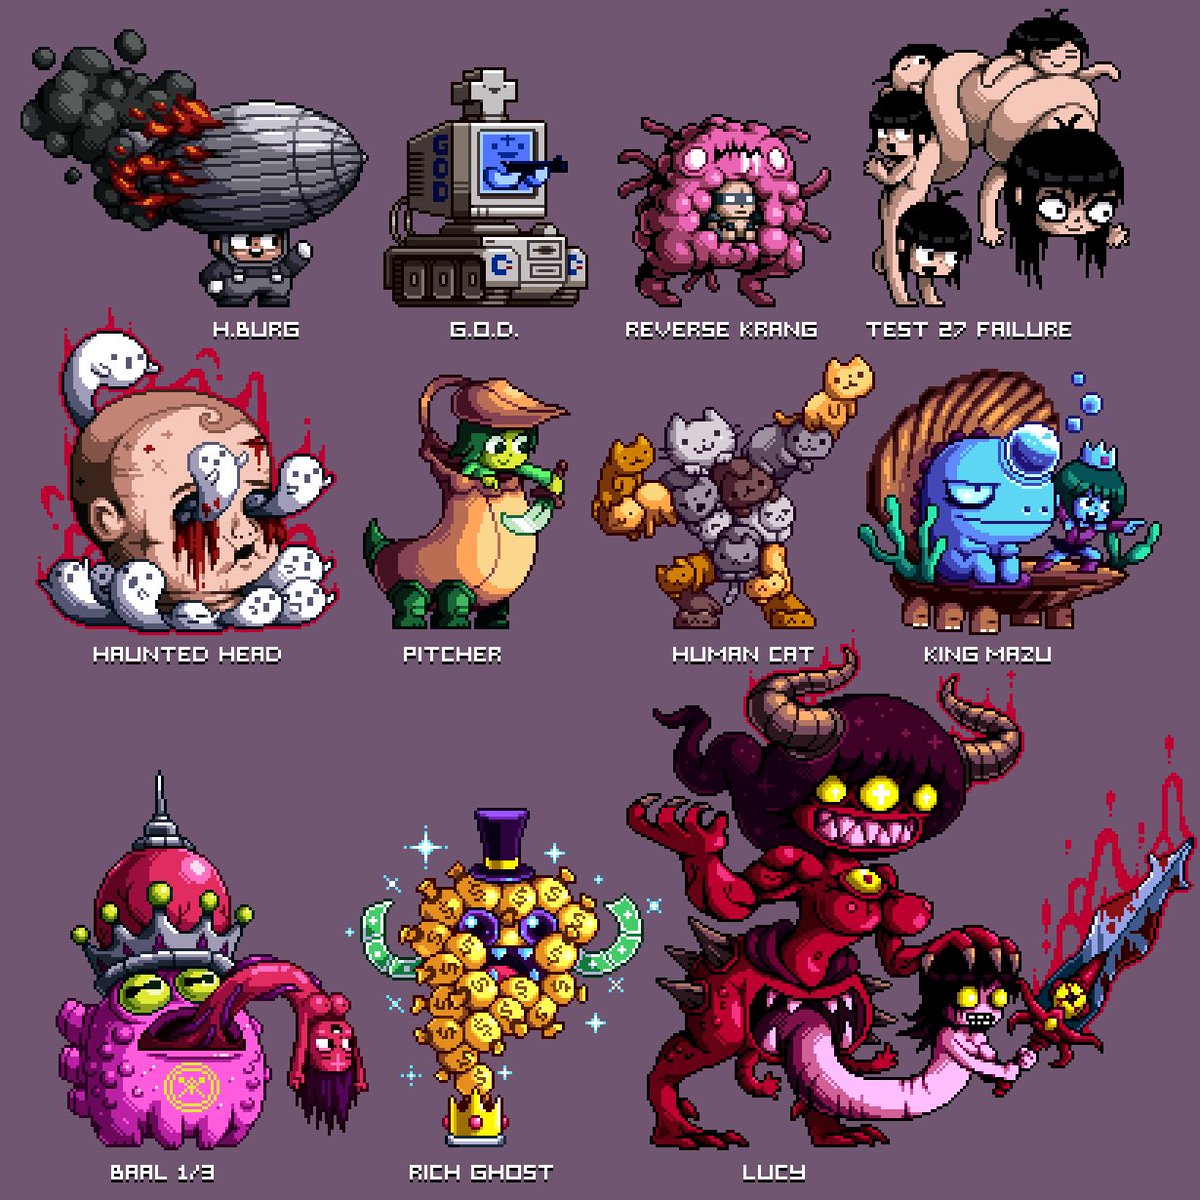 GOD
C
C
H.BURG
G.O.D.
REVERSE KRANG
TEST 27 FAILURE
HAUNTED HEAD
PITCHER
HUMAN CAT
KING MAZU
BAAL 1/3
RICH GHOST
LUCY